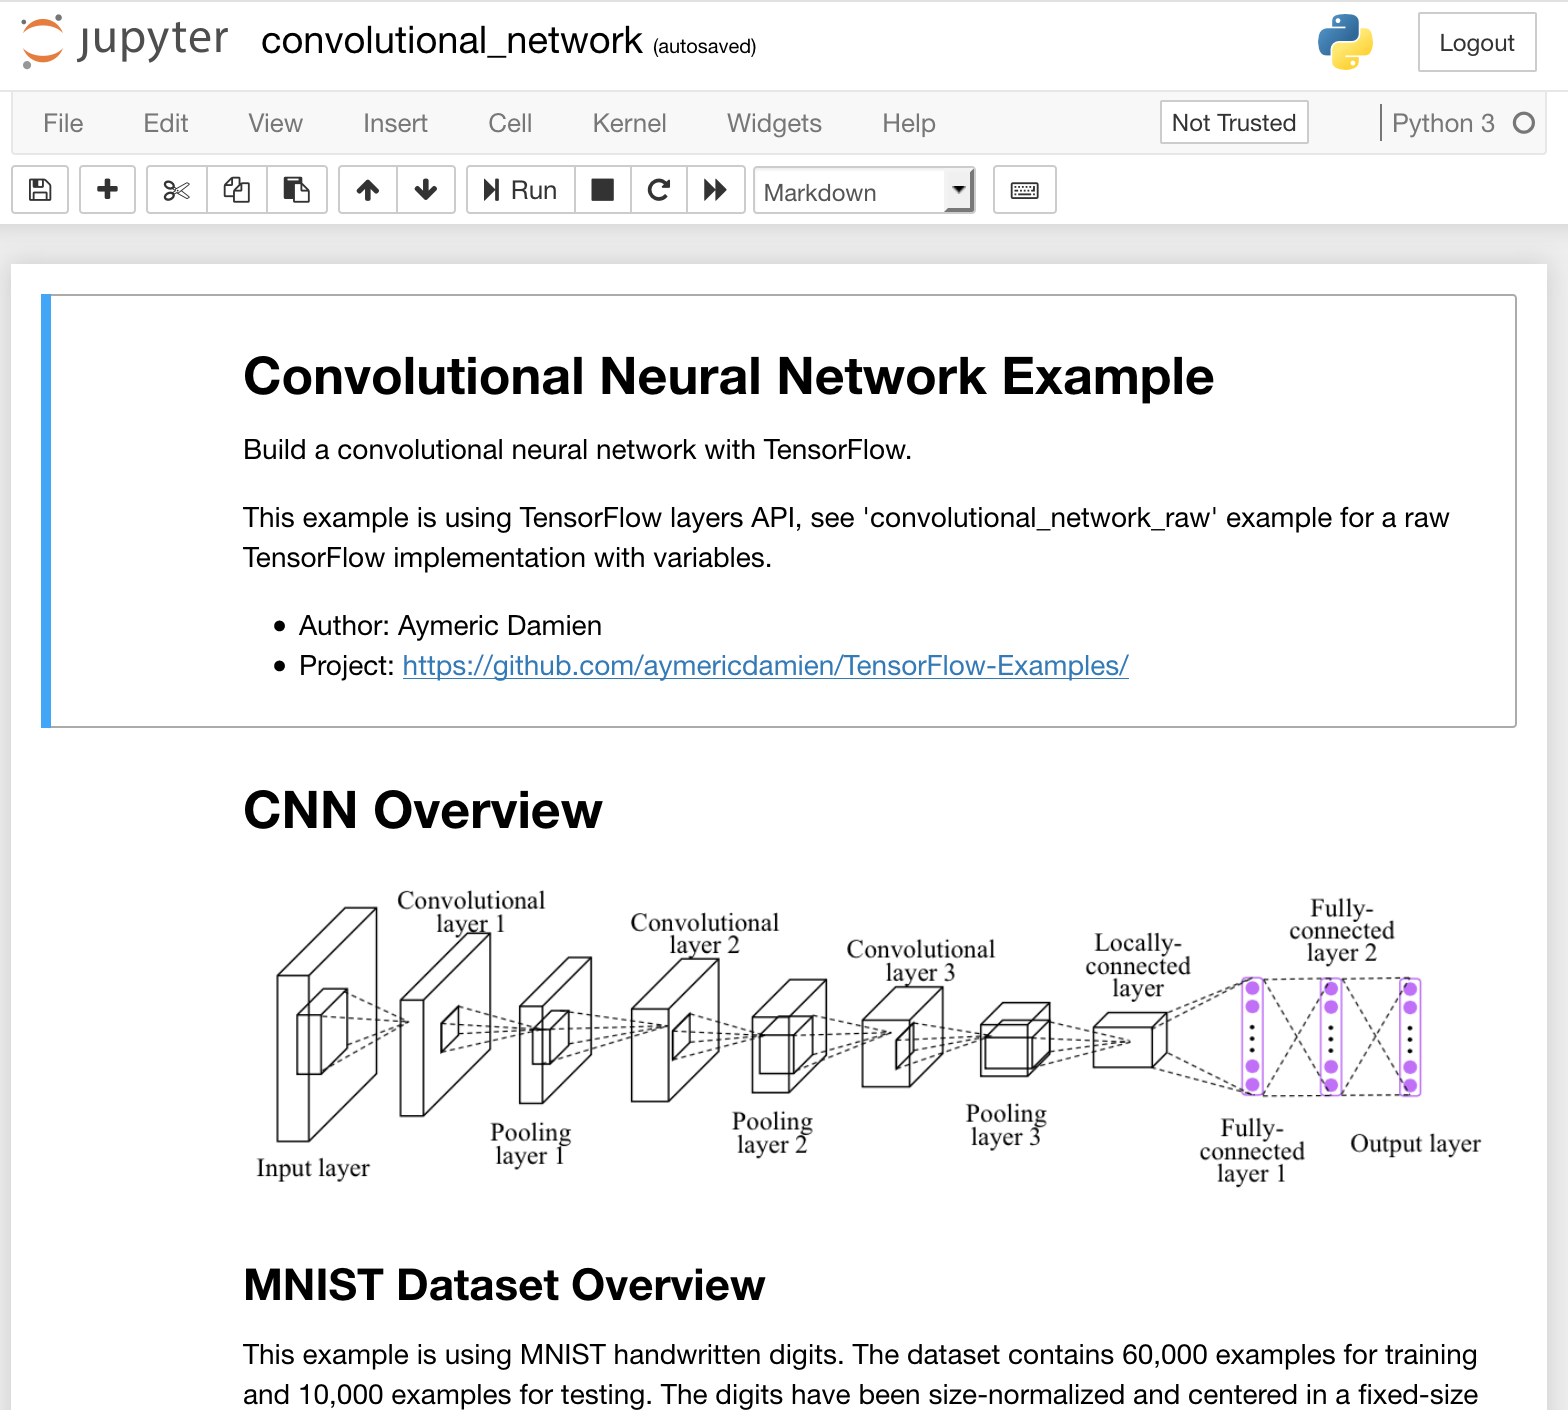 jupyter convolutional_network (autosaved) Logout
File Edit View Insert Cell Kernel Widgets Help Not Trusted Python 3
Run Markdown
Convolutional Neural Network Example
Build a convolutional neural network with TensorFlow.
This example is using TensorFlow layers API, see 'convolutional_network_raw' example for a raw
TensorFlow implementation with variables.
• Author: Aymeric Damien
• Project: https://github.com/aymericdamien/TensorFlow-Examples/
CNN Overview
Convolutional
layer 1
Convolutional
layer 2
Convolutional
layer 3
Locally-
connected
layer
Fully-
connected
layer 2
Input layer
Pooling
layer 1
Pooling
layer 2
Pooling
layer 3
Fully-
connected
layer 1
Output layer
MNIST Dataset Overview
This example is using MNIST handwritten digits. The dataset contains 60,000 examples for training
and 10,000 examples for testing. The digits have been size-normalized and centered in a fixed-size